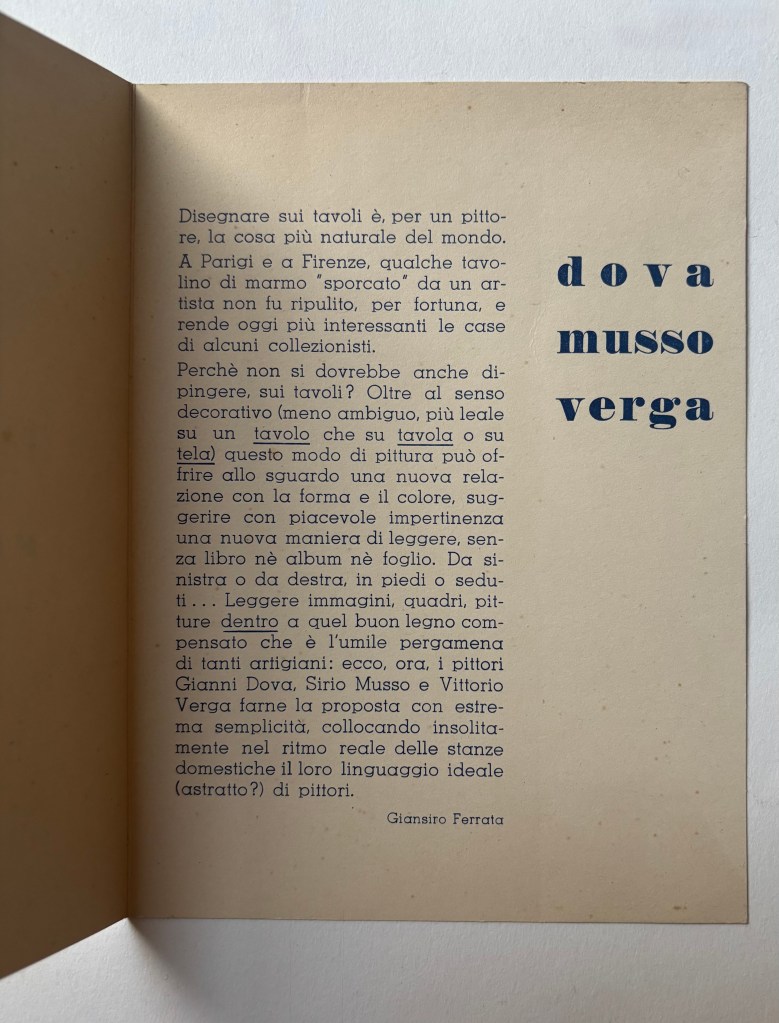 Disegnare sui tavoli è, per un pitto-
re, la cosa più naturale del mondo.
A Parigi e a Firenze, qualche tavo-
lino di marmo "sporcato" da un ar-
tista non fu ripulito, per fortuna, e
rende oggi più interessanti le case
di alcuni collezionisti.
Perchè non si dovrebbe anche di-
pingere, sui tavoli? Oltre al senso
decorativo (meno ambiguo, più leale
su un tavolo che su tavola o su
tela) questo modo di pittura può of-
frire allo sguardo una nuova rela-
zione con la forma e il colore, sug-
gerire con piacevole impertinenza
una nuova maniera di leggere, sen-
za libro nè album nè foglio. Da si-
nistra o da destra, in piedi o sedu-
ti... Leggere immagini, quadri, pit-
ture dentro a quel buon legno com-
pensato che è l'umile pergamena
di tanti artigiani: ecco, ora, i pittori
Gianni Dova, Sirio Musso e Vittorio
Verga farne la proposta con estre-
ma semplicità, collocando insolita-
mente nel ritmo reale delle stanze
domestiche il loro linguaggio ideale
(astratto?) di pittori.
Giansiro Ferrata
dova
musso
verga